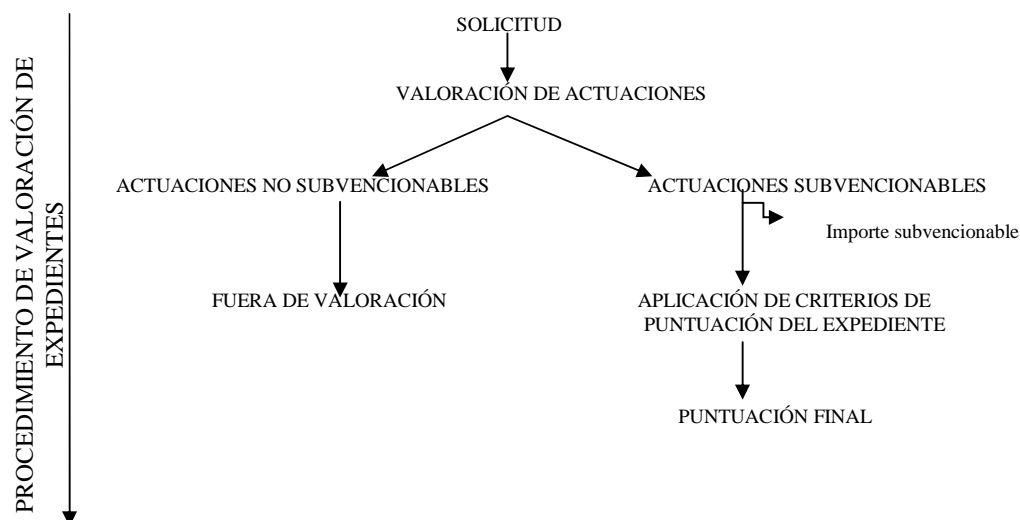 PROCEDIMIENTO DE VALORACIÓN DE
EXPEDIENTES
SOLICITUD
VALORACIÓN DE ACTUACIONES
ACTUACIONES NO SUBVENCIONABLES
ACTUACIONES SUBVENCIONABLES
Importe subvencionable
FUERA DE VALORACIÓN
APLICACIÓN DE CRITERIOS DE
PUNTUACIÓN DEL EXPEDIENTE
PUNTUACIÓN FINAL